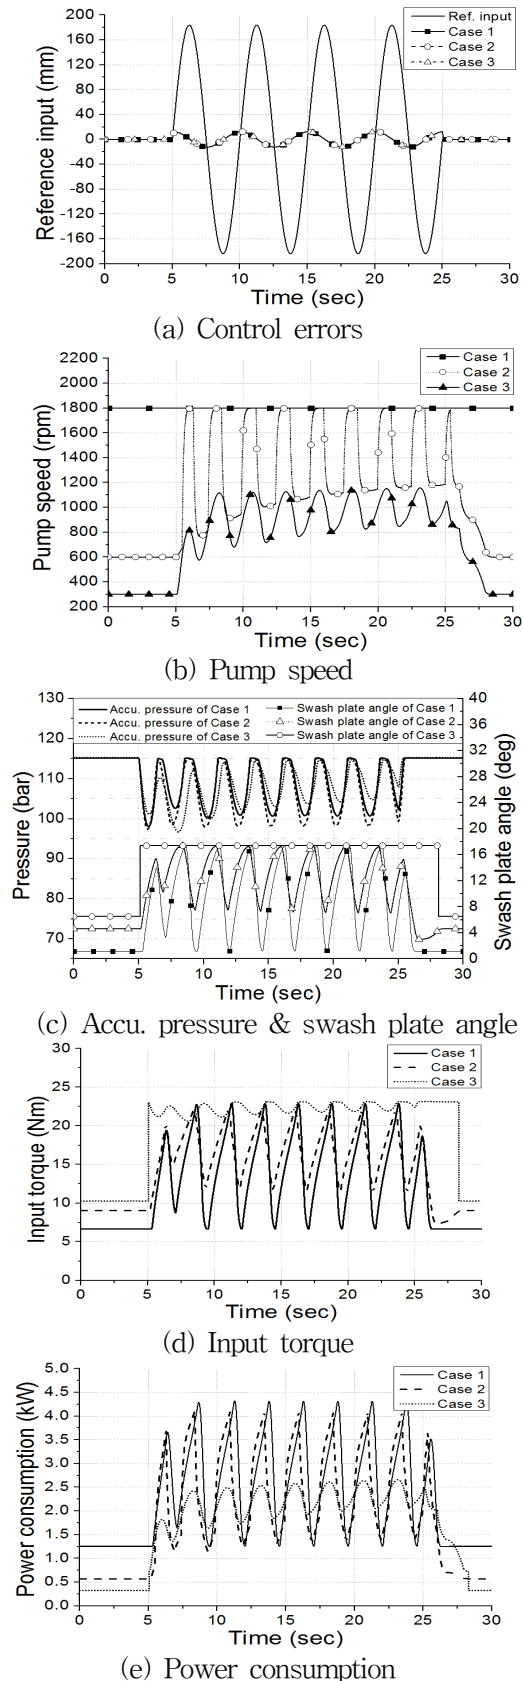 200
160
120
80
40
0
-40
-80
-120
-160
-200
Reference input (mm)
Ref. input
Case 1
Case 2
Case 3
0 5 10 15 20 25 30
Time (sec)
(a) Control errors
2200
2000
1800
1600
1400
1200
1000
800
600
400
200
Pump speed (rpm)
Case 1
Case 2
Case 3
0 5 10 15 20 25 30
Time (sec)
(b) Pump speed
130
120
110
100
90
80
70
Pressure (bar)
Accu. pressure of Case 1
Accu. pressure of Case 2
Accu. pressure of Case 3
Swash plate angle of Case 1
Swash plate angle of Case 2
Swash plate angle of Case 3
40
36
32
28
24
20
16
12
8
4
0
Swash plate angle (deg)
0 5 10 15 20 25 30
Time (sec)
(c) Accu. pressure & swash plate angle
30
25
20
15
10
5
0
Input torque (Nm)
Case 1
Case 2
Case 3
0 5 10 15 20 25 30
Time (sec)
(d) Input torque
5.0
4.5
4.0
3.5
3.0
2.5
2.0
1.5
1.0
0.5
0.0
Power consumption (kW)
Case 1
Case 2
Case 3
0 5 10 15 20 25 30
Time (sec)
(e) Power consumption